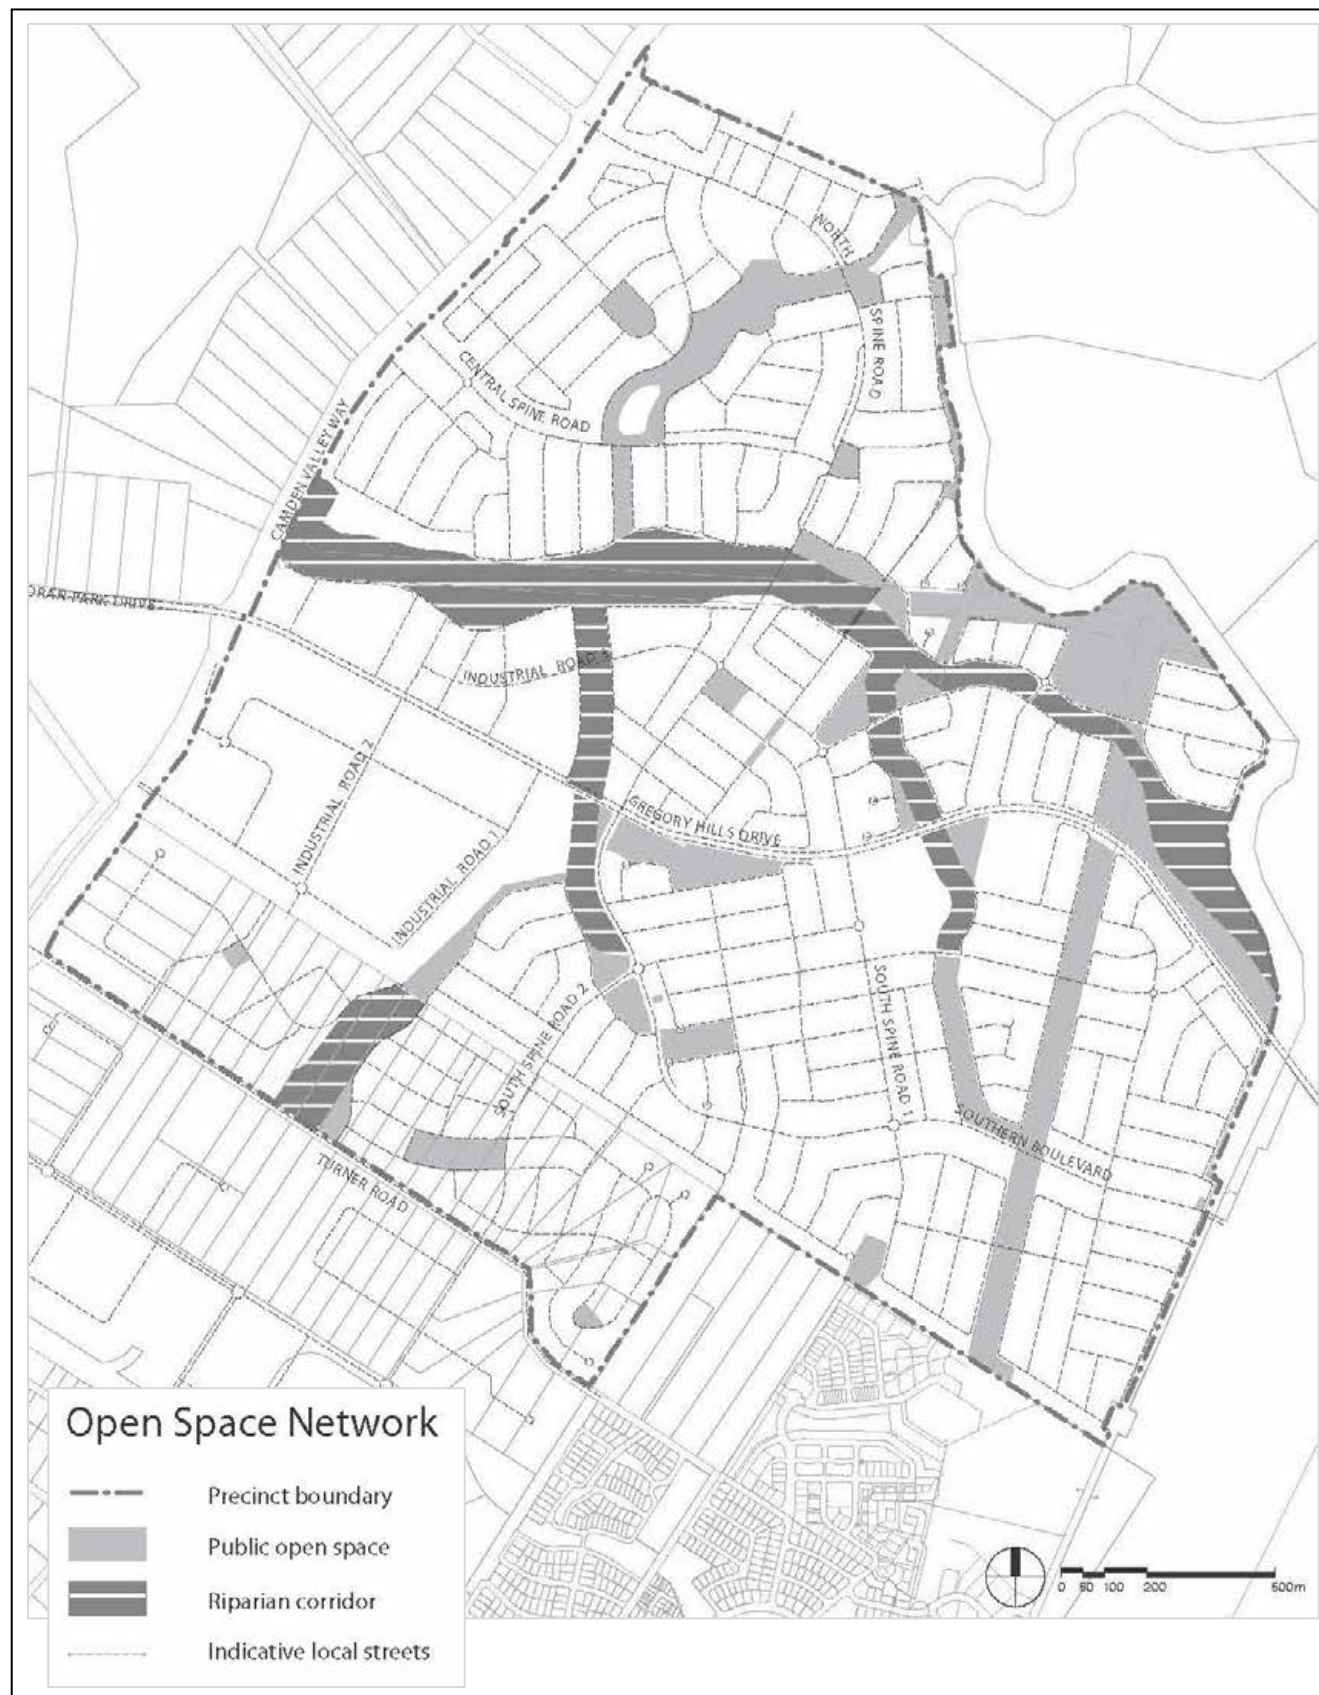 NORTH
SPINE ROAD
CENTRAL SPINE ROAD
CAMDEN VALLEY WAY
ORAN PARK DRIVE
INDUSTRIAL ROAD
INDUSTRIAL ROAD 2
INDUSTRIAL ROAD 1
GREGORY HILLS DRIVE
SOUTH SPINE ROAD 2
SOUTH SPINE ROAD 1
SOUTHERN BOULEVARD
TURNER ROAD
Open Space Network
Precinct boundary
Public open space
Riparian corridor
Indicative local streets
0 50 100 200 500m